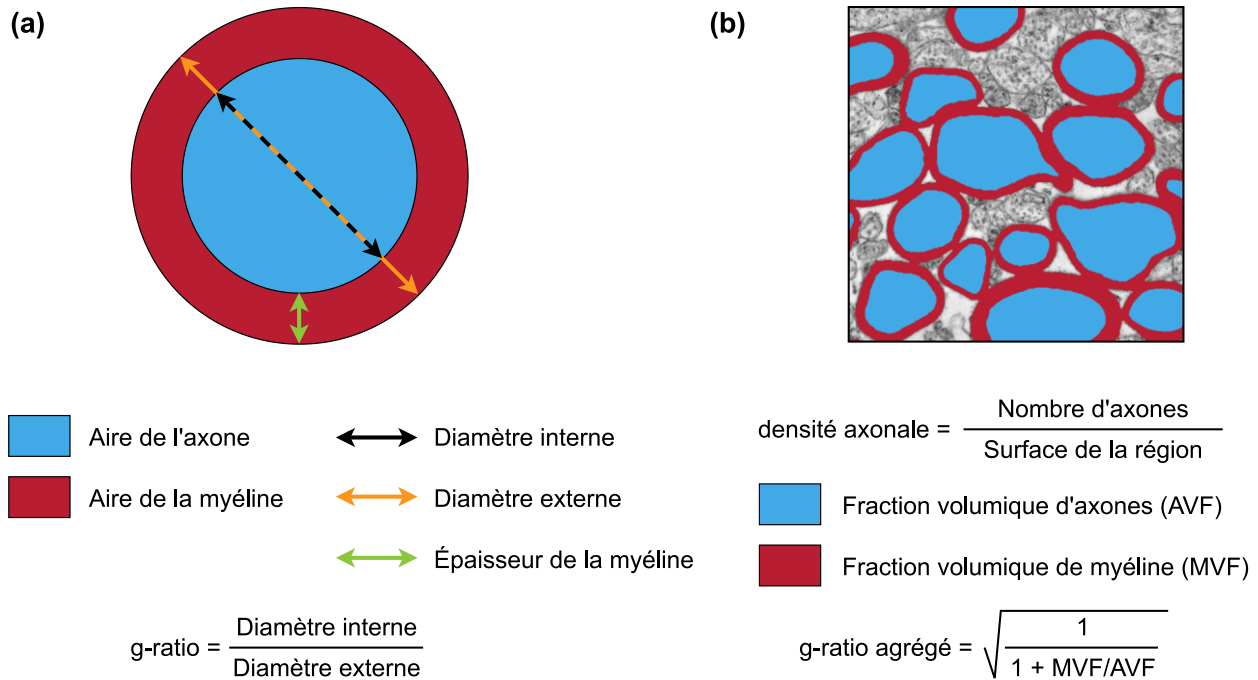 (a)
Aire de l'axone
Aire de la myéline
Diamètre interne
Diamètre externe
Épaisseur de la myéline
g-ratio = Diamètre interne
Diamètre externe
(b)
densité axonale = Nombre d'axones
Surface de la région
Fraction volumique d'axones (AVF)
Fraction volumique de myéline (MVF)
g-ratio agrégé = √ 1
1 + MVF/AVF